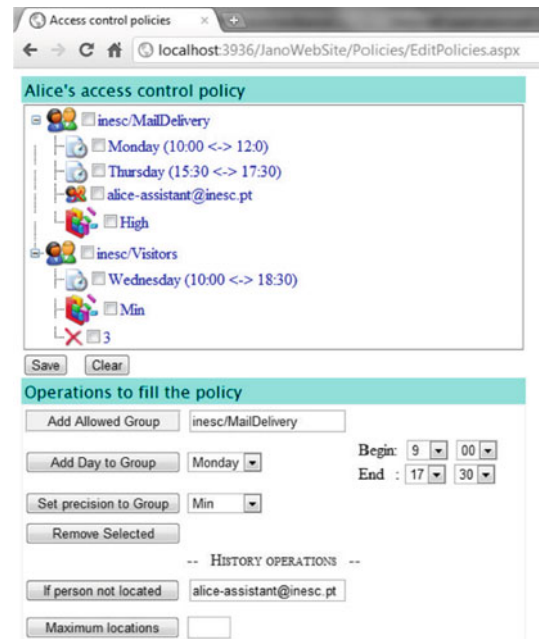 Access control policies
localhost:3936/JanoWebSite/Policies/EditPolicies.aspx
Alice's access control policy
inesc/MailDelivery
Monday (10:00 <-> 12:0)
Thursday (15:30 <-> 17:30)
alice-assistant@inesc.pt
High
inesc/Visitors
Wednesday (10:00 <-> 18:30)
Min
3
Save Clear
Operations to fill the policy
Add Allowed Group inesc/MailDelivery
Add Day to Group Monday Begin: 9 00
End : 17 30
Set precision to Group Min
Remove Selected
-- HISTORY OPERATIONS --
If person not located alice-assistant@inesc.pt
Maximum locations